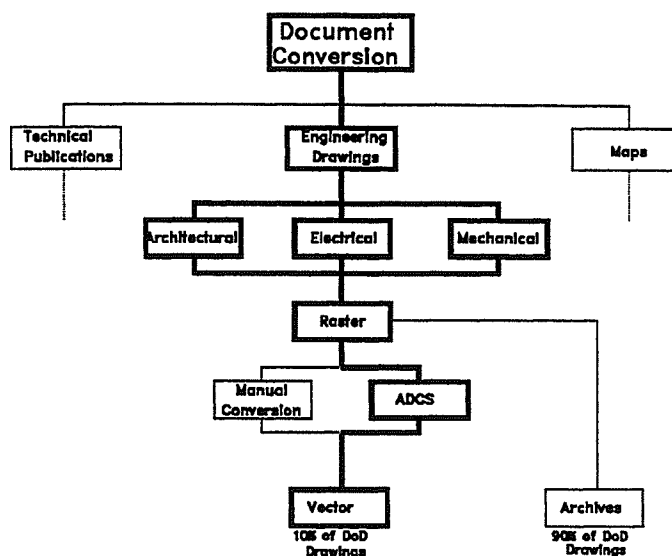 Document
Conversion
Technical
Publications
Engineering
Drawings
Maps
Architectural
Electrical
Mechanical
Raster
Manual
Conversion
ADCS
Vector
Archives
10% of DoD
Drawings
90% of DoD
Drawings